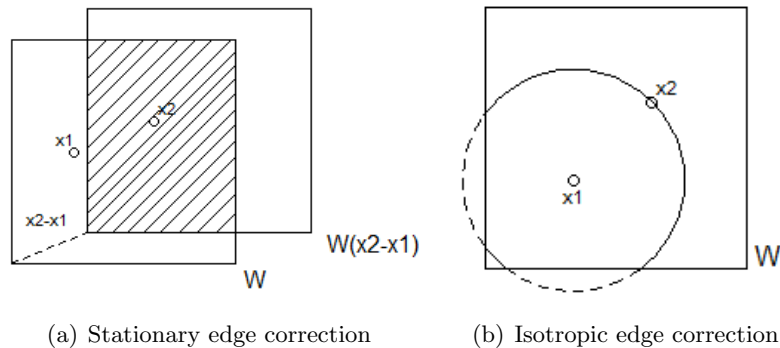 x2
x1
x2-x1
W(x2-x1)
W
x2
x1
W
(a) Stationary edge correction
(b) Isotropic edge correction